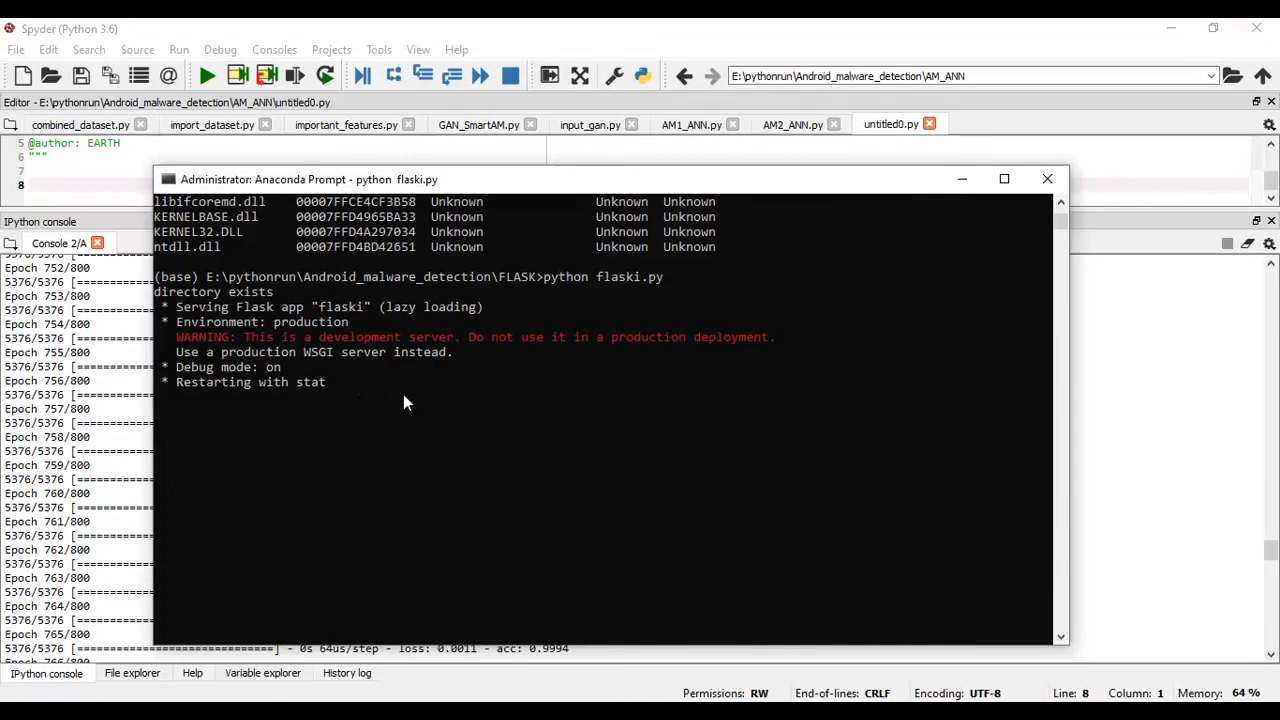 Spyder (Python 3.6)
File Edit Search Source Run Debug Consoles Projects Tools View Help
E:\pythonrun\Android_malware_detection\AM_ANN
Editor - E:\pythonrun\Android_malware_detection\AM_ANN\untitled0.py
combined_dataset.py import_dataset.py important_features.py GAN_SmartAM.py input_gan.py AM1_ANN.py AM2_ANN.py untitled0.py
5 @author: EARTH
6 """
7
8
Administrator: Anaconda Prompt - python flaski.py
libifcoremd.dll 00007FFCE4CF3B58 Unknown Unknown Unknown
KERNELBASE.dll 00007FFD4965BA33 Unknown Unknown Unknown
KERNEL32.DLL 00007FFD4A297034 Unknown Unknown Unknown
ntdll.dll 00007FFD4BD42651 Unknown Unknown Unknown
(base) E:\pythonrun\Android_malware_detection\FLASK>python flaski.py
directory exists
* Serving Flask app "flaski" (lazy loading)
* Environment: production
WARNING: This is a development server. Do not use it in a production deployment.
Use a production WSGI server instead.
* Debug mode: on
* Restarting with stat
IPython console
Console 2/A
5376/5376 [============
Epoch 752/800
5376/5376 [============
Epoch 753/800
5376/5376 [============
Epoch 754/800
5376/5376 [============
Epoch 755/800
5376/5376 [============
Epoch 756/800
5376/5376 [============
Epoch 757/800
5376/5376 [============
Epoch 758/800
5376/5376 [============
Epoch 759/800
5376/5376 [============
Epoch 760/800
5376/5376 [============
Epoch 761/800
5376/5376 [============
Epoch 762/800
5376/5376 [============
Epoch 763/800
5376/5376 [============
Epoch 764/800
5376/5376 [============
Epoch 765/800
5376/5376 [==============================] - 0s 64us/step - loss: 0.0011 - acc: 0.9994
Epoch 766/800
IPython console File explorer Help Variable explorer History log
Permissions: RW End-of-lines: CRLF Encoding: UTF-8 Line: 8 Column: 1 Memory: 64 %